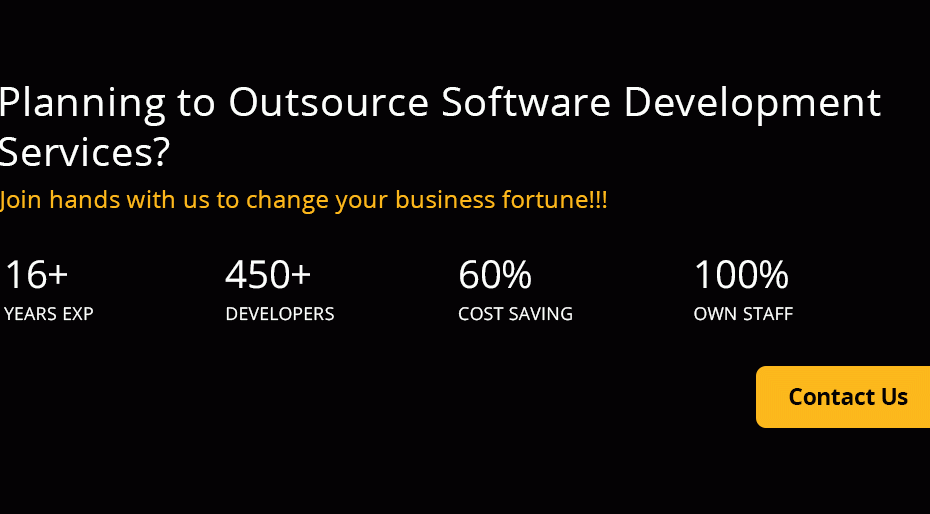 Planning to Outsource Software Development
Services?
Join hands with us to change your business fortune!!!
16+ 450+ 60% 100%
YEARS EXP DEVELOPERS COST SAVING OWN STAFF
Contact Us